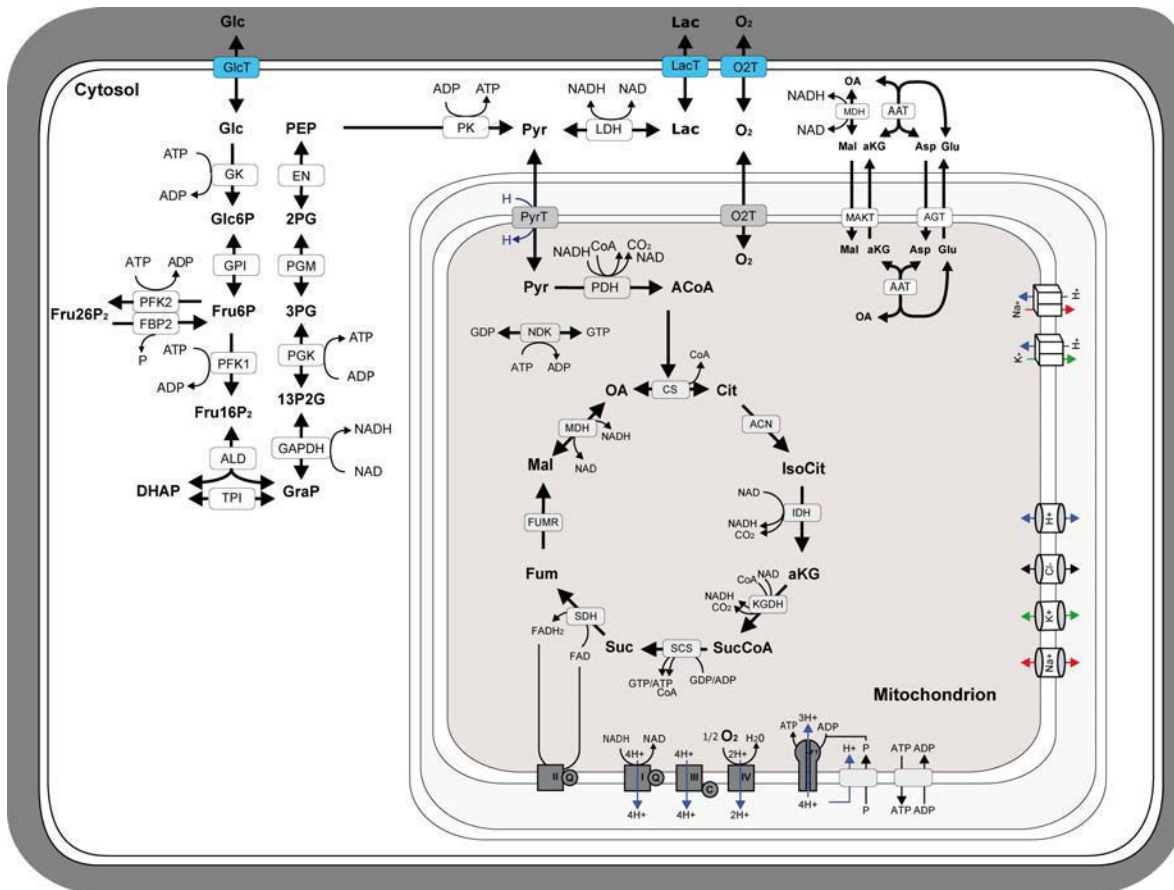 Glc
Lac
O₂
GlcT
LacT
O2T
Cytosol
Glc
PEP
ADP
ATP
PK
Pyr
NADH
NAD
LDH
Lac
O₂
OA
NADH
MDH
NAD
AAT
Mal
aKG
Asp
Glu
ATP
GK
ADP
EN
Glc6P
2PG
H
PyrT
H
O2T
MAKT
AGT
Mal
aKG
Asp
Glu
AAT
OA
O₂
ATP
ADP
GPI
PGM
PFK2
Fru26P₂
FBP2
P
Fru6P
3PG
Pyr
NADH
CoA
CO₂
NAD
PDH
ACoA
GDP
NDK
GTP
ATP
ADP
ATP
PFK1
ADP
PGK
ATP
ADP
Fru16P₂
13P2G
OA
CS
CoA
Cit
Na+
H+
K+
H+
ALD
GAPDH
NADH
NAD
DHAP
TPI
GraP
MDH
NADH
NAD
Mal
ACN
IsoCit
FUMR
NAD
IDH
NADH
CO₂
H+
Cl-
K+
Na+
Fum
aKG
SDH
FADH₂
FAD
CoA
NAD
NADH
CO₂
KGDH
Suc
SCS
SucCoA
GTP/ATP
CoA
GDP/ADP
Mitochondrion
II
Q
NADH
NAD
4H+
I
Q
4H+
4H+
III
C
4H+
1/2 O₂
H₂0
2H+
IV
2H+
ATP
3H+
ADP
4H+
H+
P
P
ATP
ADP
ATP
ADP